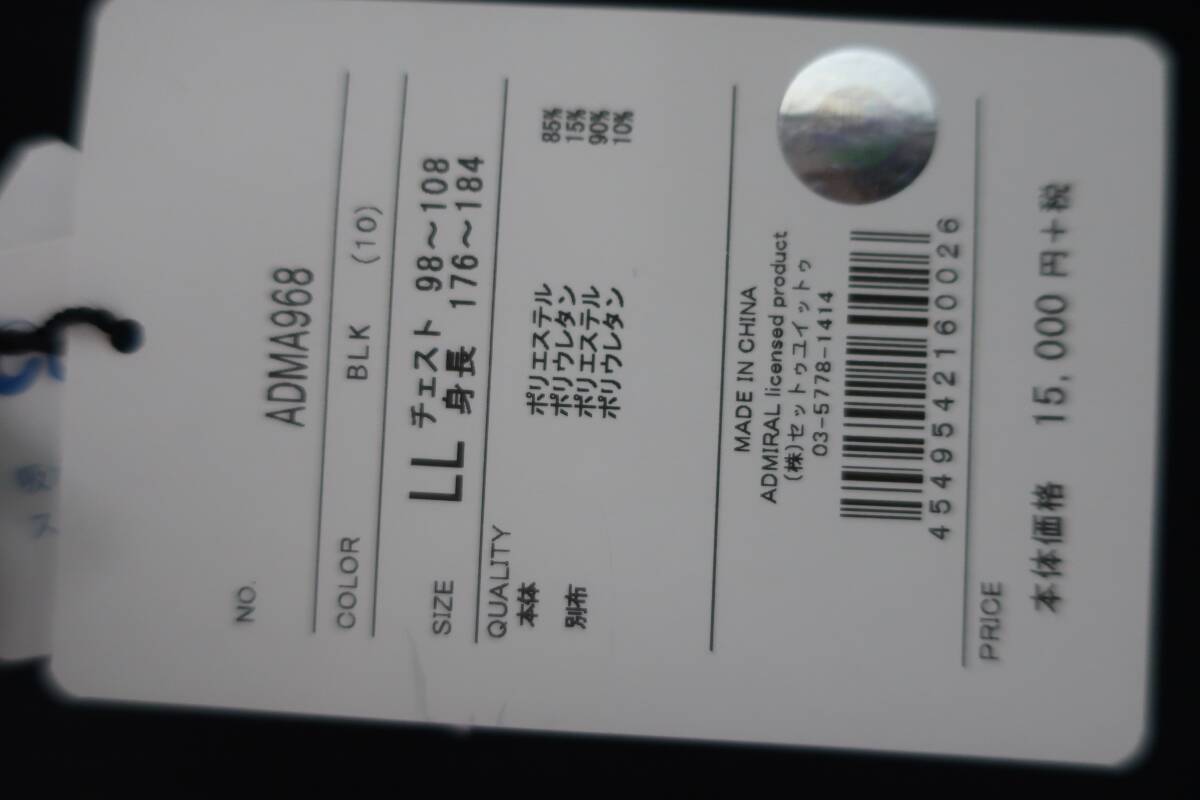 NO. ADMA968
COLOR BLK (10)
SIZE LL チェスト 98～108
身長 176～184
QUALITY
本体 ポリエステル 85%
ポリウレタン 15%
別布 ポリエステル 90%
ポリウレタン 10%
MADE IN CHINA
ADMIRAL licensed product
(株)セットゥユイットゥ
03-5778-1414
4549542160026
PRICE
本体価格 15,000円+税